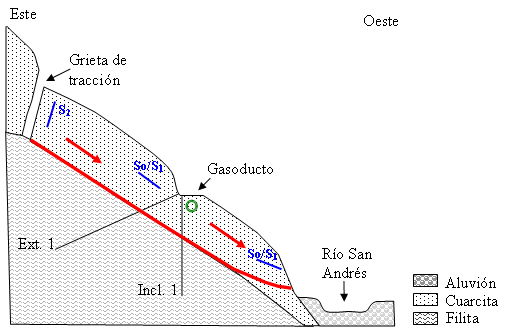 Este
Oeste
Grieta de
tracción
S2
So/S1
Gasoducto
So/S1
Ext. 1
Incl. 1
Río San
Andrés
Aluvión
Cuarcita
Filita